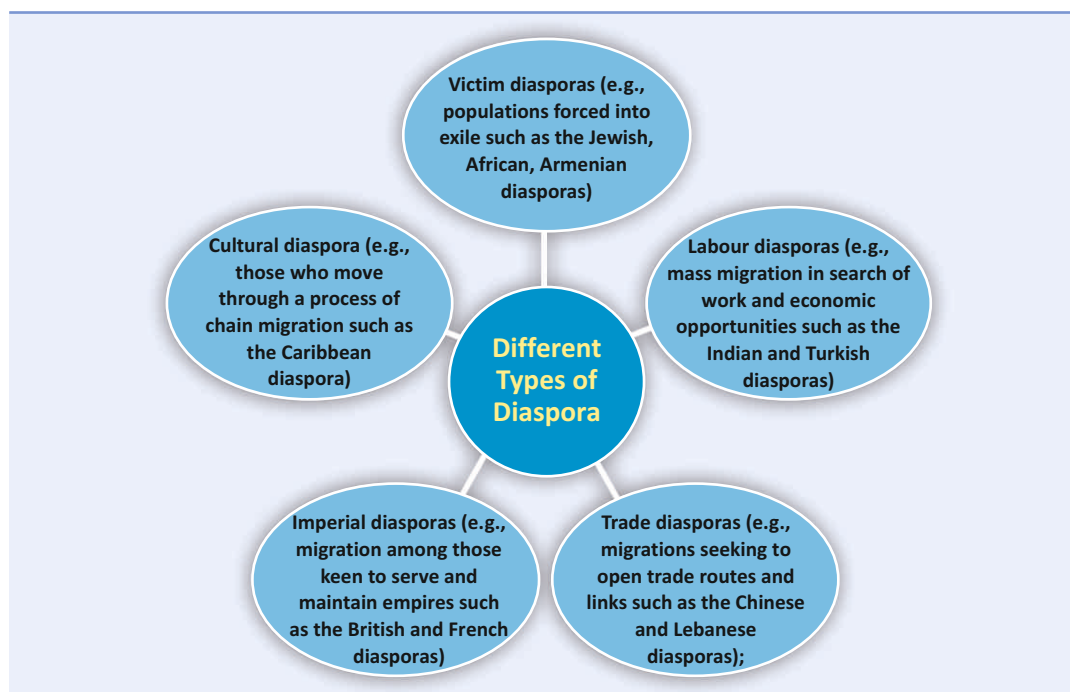 Victim diasporas (e.g.,
populations forced into
exile such as the Jewish,
African, Armenian
diasporas)
Cultural diaspora (e.g.,
those who move
through a process of
chain migration such as
the Caribbean
diaspora)
Labour diasporas (e.g.,
mass migration in search of
work and economic
opportunities such as the
Indian and Turkish
diasporas)
Different
Types of
Diaspora
Imperial diasporas (e.g.,
migration among those
keen to serve and
maintain empires such
as the British and French
diasporas)
Trade diasporas (e.g.,
migrations seeking to
open trade routes and
links such as the Chinese
and Lebanese
diasporas);